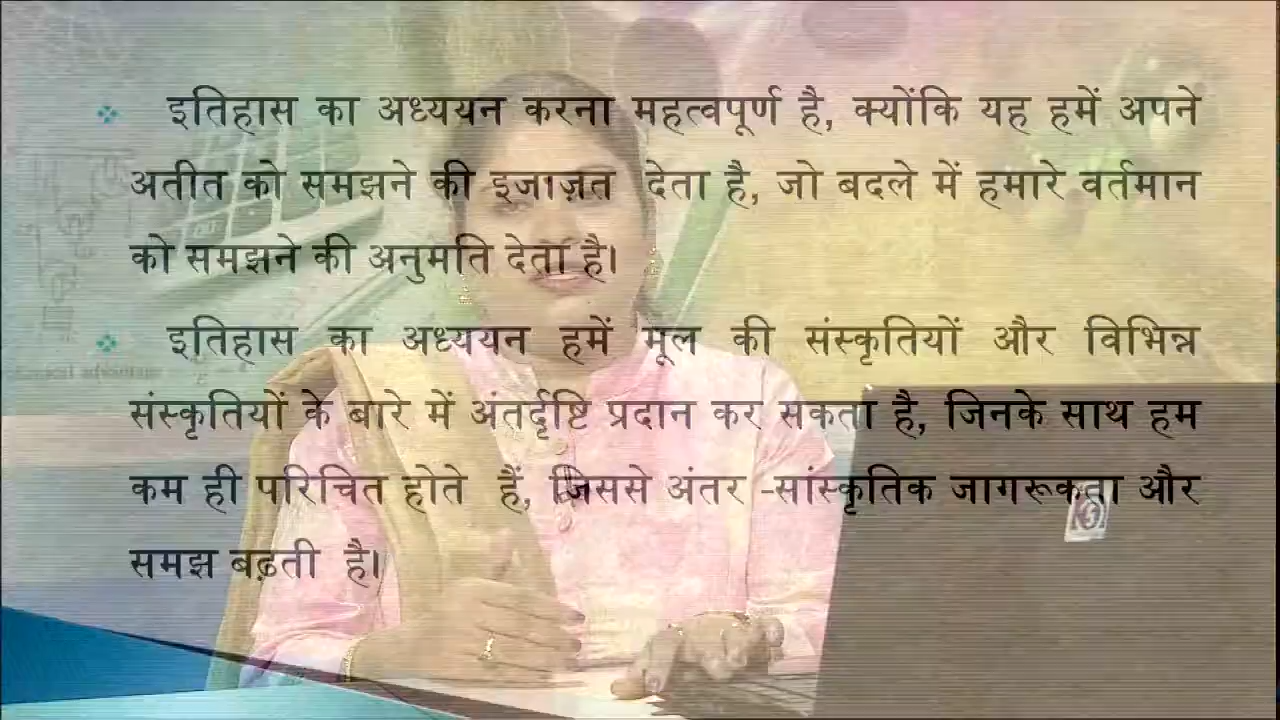 ❖ इतिहास का अध्ययन करना महत्वपूर्ण है, क्योंकि यह हमें अपने
अतीत को समझने की इजाज़त देता है, जो बदले में हमारे वर्तमान
को समझने की अनुमति देता है।
❖ इतिहास का अध्ययन हमें मूल की संस्कृतियों और विभिन्न
संस्कृतियों के बारे में अंतर्दृष्टि प्रदान कर सकता है, जिनके साथ हम
कम ही परिचित होते हैं, जिससे अंतर -सांस्कृतिक जागरूकता और
समझ बढ़ती है।